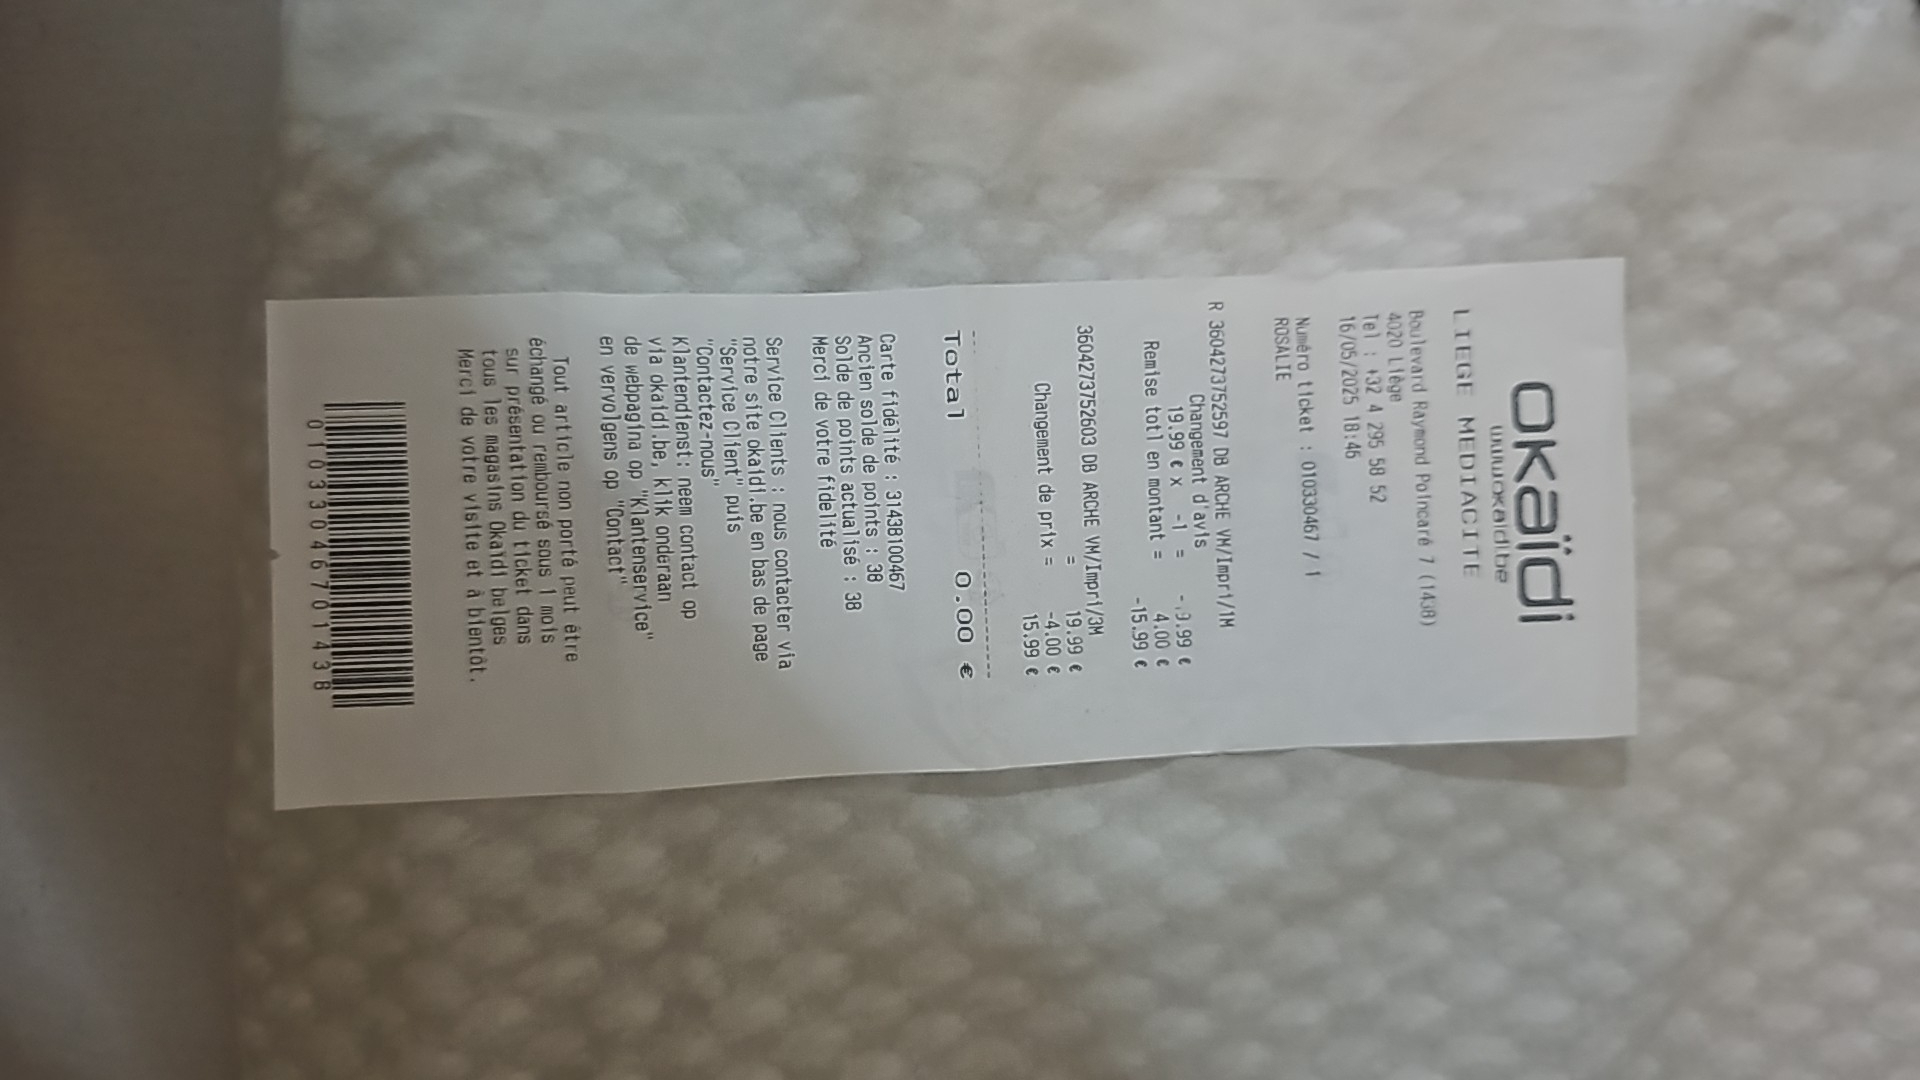 okaïdi
www.okaidi.be
LIEGE MEDIACITE
Boulevard Raymond Poincaré 7 (1438)
4020 Liège
Tel : +32 4 295 58 52
16/05/2025 18:46
Numéro ticket : 010330467 / 1
ROSALIE
R 3604273752597 DB ARCHE VM/Impri/1M
Changement d'avis
19.99 € x -1 = -19.99 €
4.00 €
Remise totl en montant = -15.99 €
3604273752603 DB ARCHE VM/Impri/3M
= 19.99 €
-4.00 €
Changement de prix = 15.99 €
Total 0.00 €
Carte fidélité : 31438100467
Ancien solde de points : 38
Solde de points actualisé : 38
Merci de votre fidelité
Service Clients : nous contacter via
notre site okaidi.be en bas de page
"Service Client" puis
"Contactez-nous"
Klantendienst: neem contact op
via okaidi.be, klik onderaan
de webpagina op "Klantenservice"
en vervolgens op "Contact"
Tout article non porté peut être
échangé ou remboursé sous 1 mois
sur présentation du ticket dans
tous les magasins Okaïdi belges
Merci de votre visite et à bientôt.
01033046701438